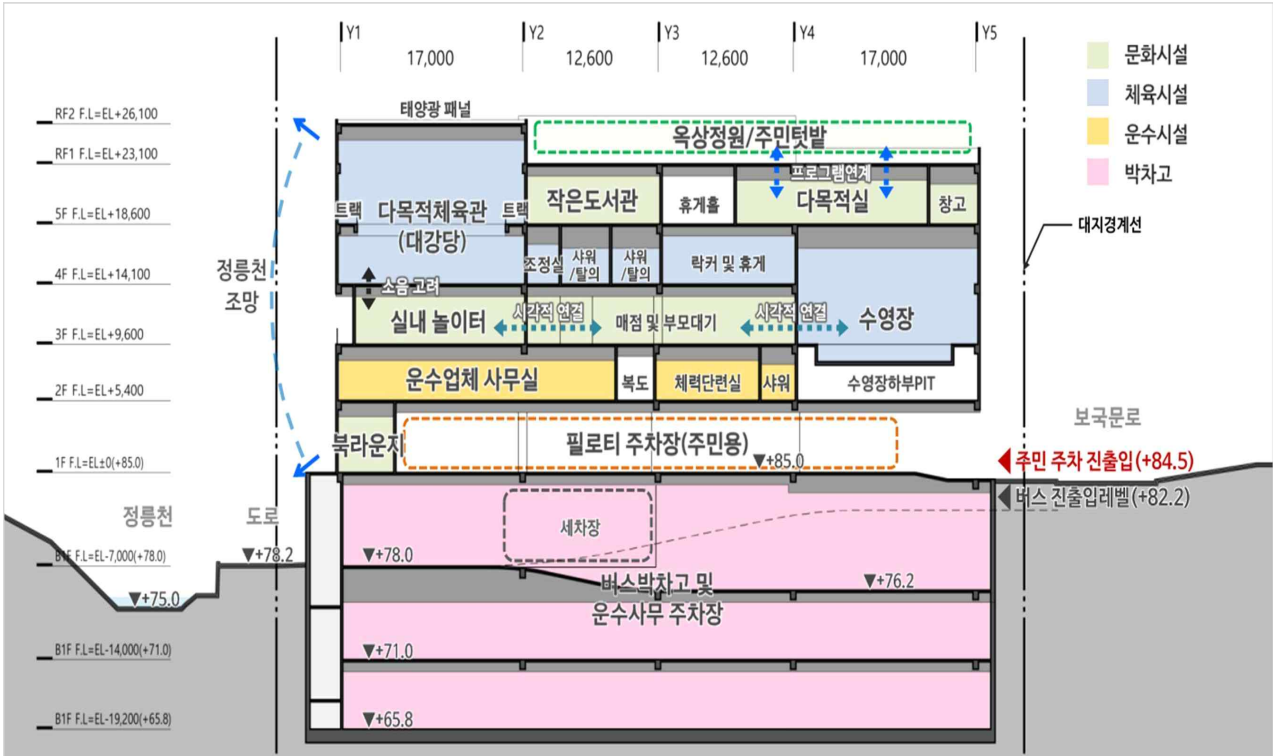 Y1
Y2
Y3
Y4
Y5
17,000
12,600
12,600
17,000
문화시설
체육시설
운수시설
박차고
RF2 F.L=EL+26,100
태양광 패널
옥상정원/주민텃밭
RF1 F.L=EL+23,100
프로그램연계
작은도서관
휴게홀
다목적실
창고
5F F.L=EL+18,600
트랙
다목적체육관
(대강당)
트랙
대지경계선
정릉천
조망
조정실
샤워
/탈의
샤워
/탈의
락커 및 휴게
4F F.L=EL+14,100
소음 고려
실내 놀이터
시각적 연결
매점 및 부모대기
시각적 연결
수영장
3F F.L=EL+9,600
운수업체 사무실
복도
체력단련실
샤워
수영장하부PIT
2F F.L=EL+5,400
북라운지
필로티 주차장(주민용)
보국문로
1F F.L=EL±0(+85.0)
▼+85.0
주민 주차 진출입(+84.5)
버스 진출입레벨(+82.2)
정릉천
도로
세차장
B1F F.L=EL-7,000(+78.0)
▼+78.2
▼+78.0
▼+76.2
▼+75.0
버스박차고 및
운수사무 주차장
B1F F.L=EL-14,000(+71.0)
▼+71.0
B1F F.L=EL-19,200(+65.8)
▼+65.8